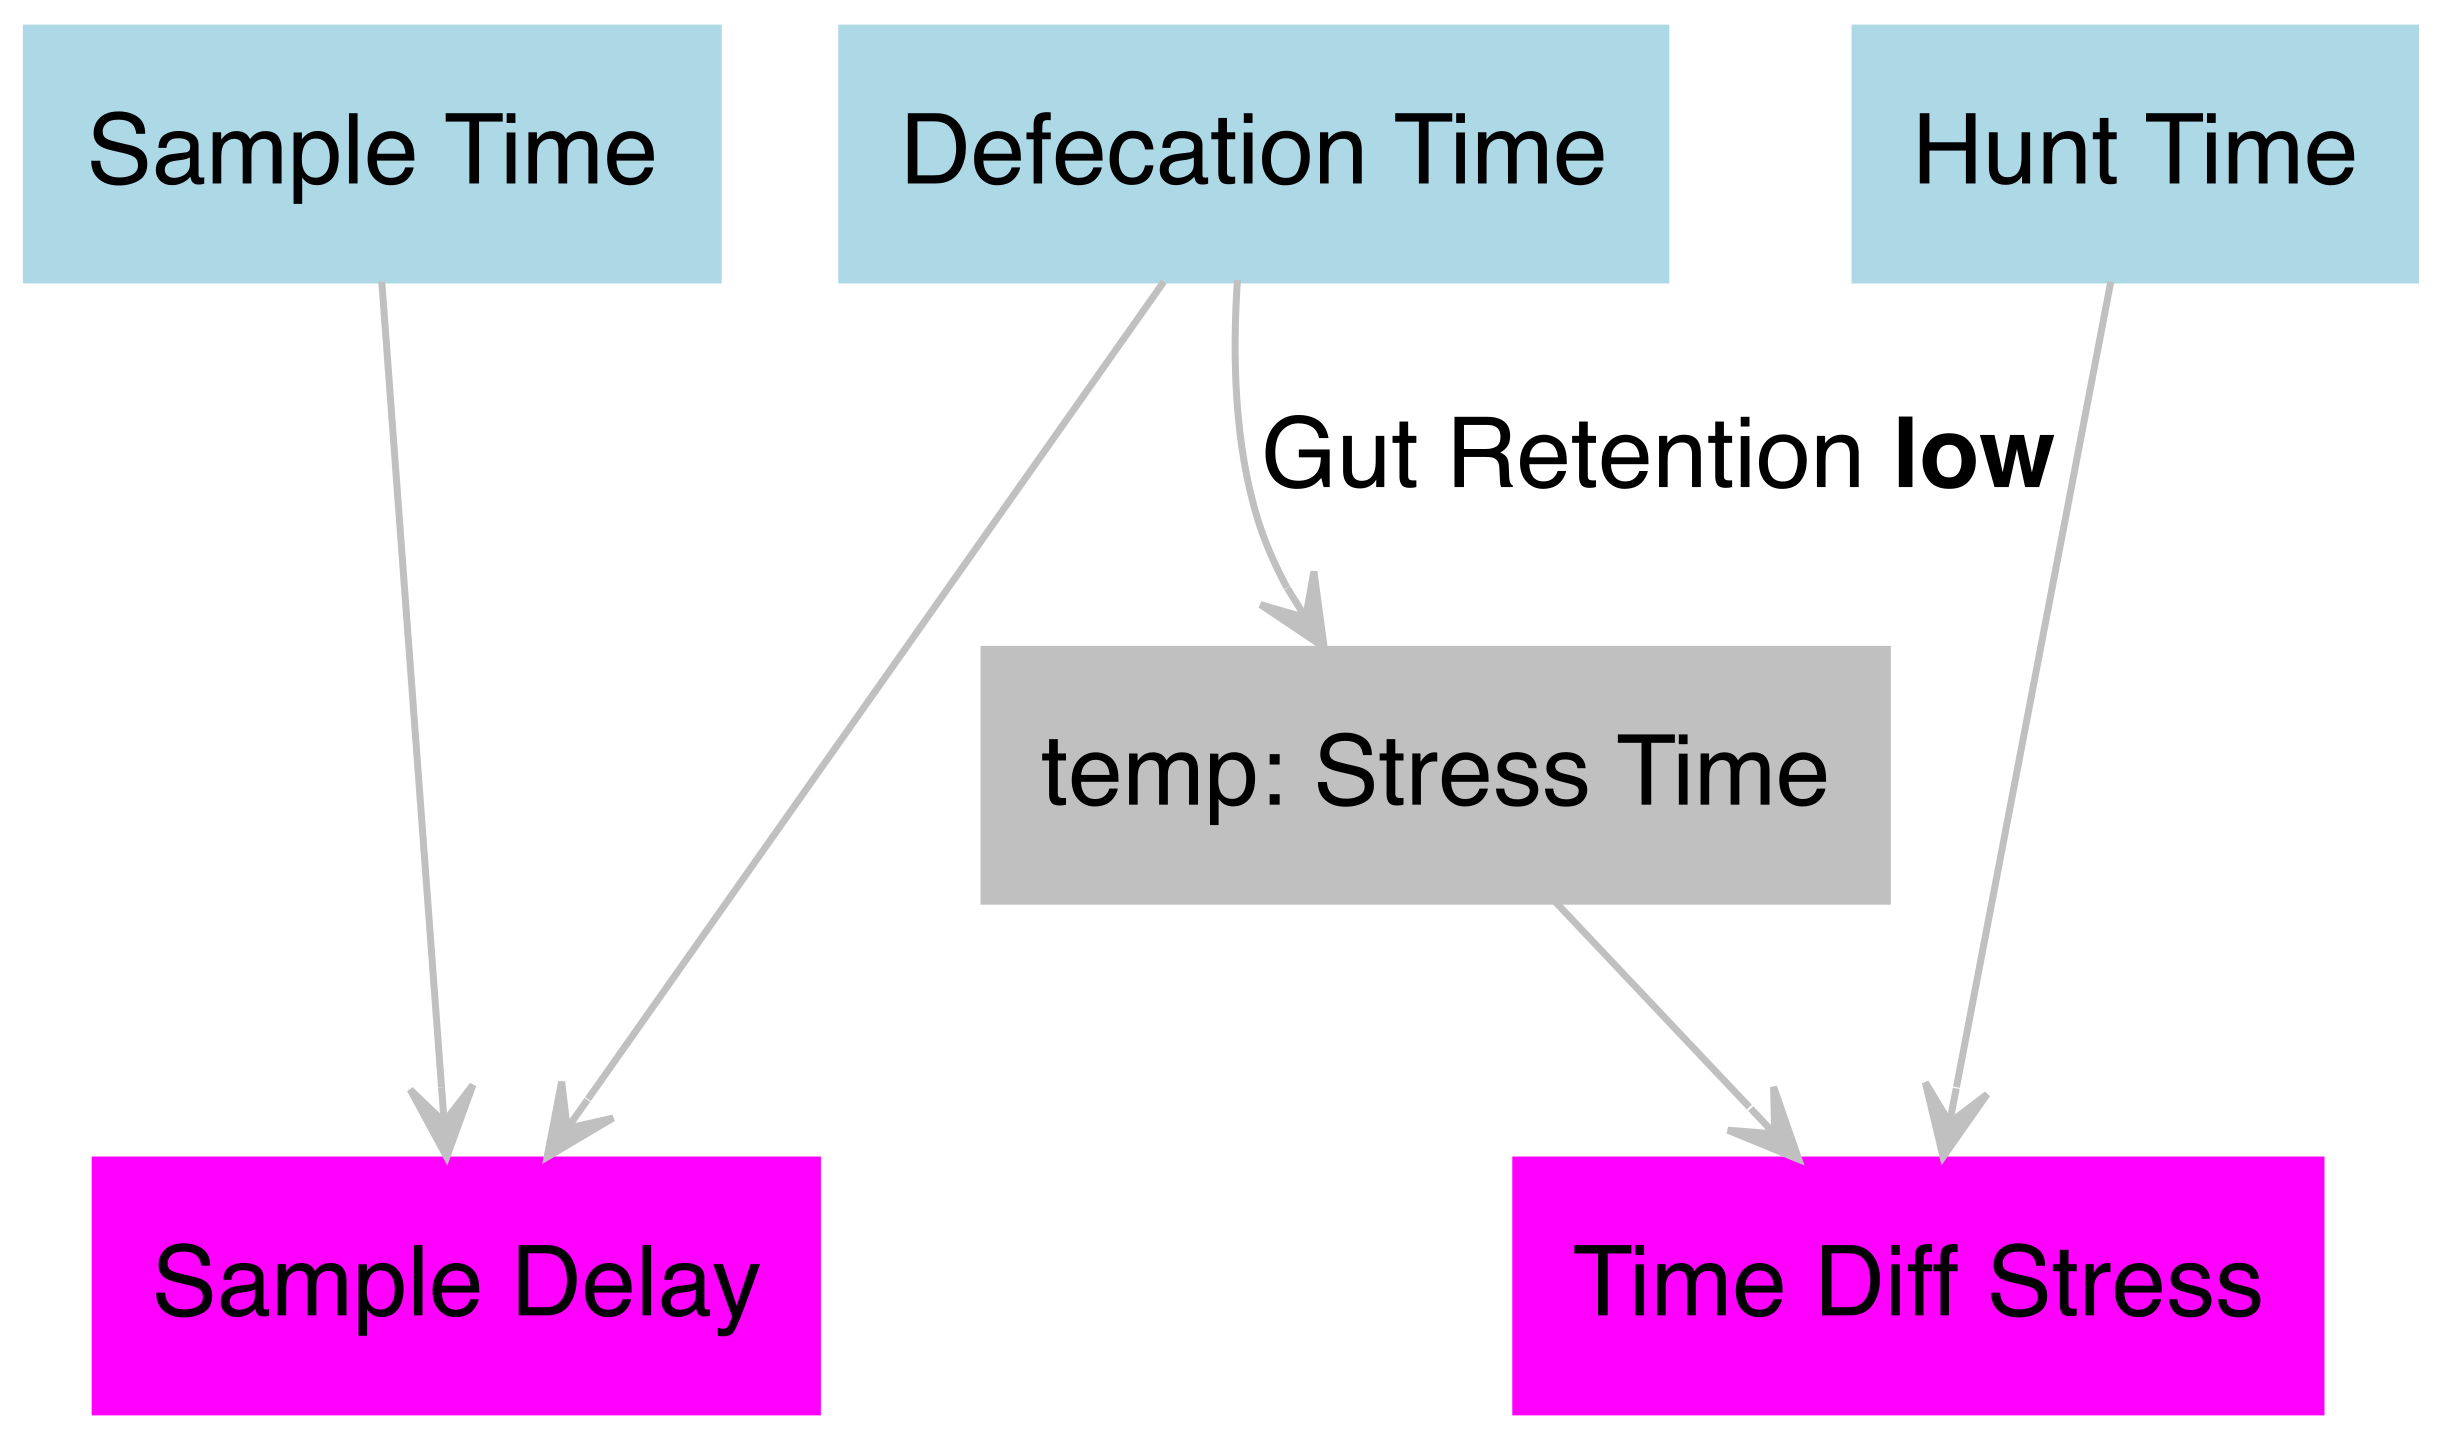 Sample Time
Defecation Time
Hunt Time
Gut Retention low
temp: Stress Time
Sample Delay
Time Diff Stress